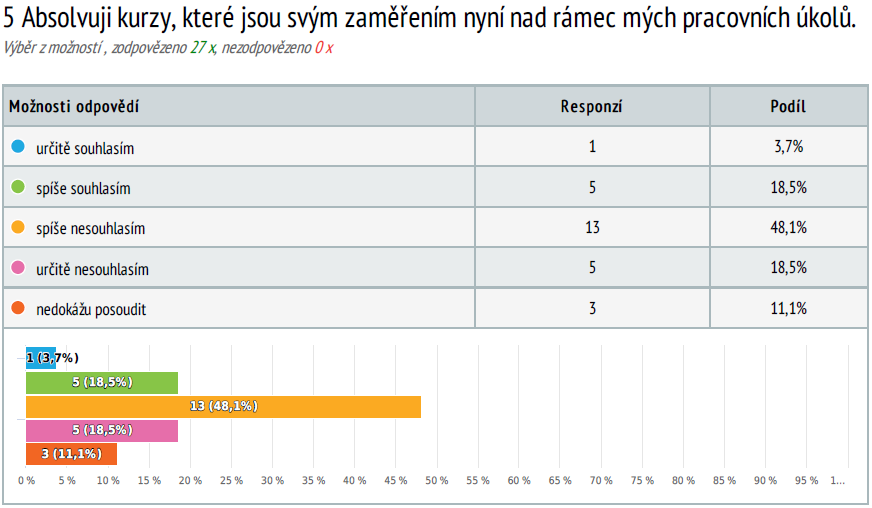 5 Absolvuji kurzy, které jsou svým zaměřením nyní nad rámec mých pracovních úkolů.
Výběr z možností , zodpovězeno 27 x, nezodpovězeno 0 x
Možnosti odpovědí Responzí Podíl
určitě souhlasím 1 3,7%
spíše souhlasím 5 18,5%
spíše nesouhlasím 13 48,1%
určitě nesouhlasím 5 18,5%
nedokážu posoudit 3 11,1%
1 (3,7%)
5 (18,5%)
13 (48,1%)
5 (18,5%)
3 (11,1%)
0 % 5 % 10 % 15 % 20 % 25 % 30 % 35 % 40 % 45 % 50 % 55 % 60 % 65 % 70 % 75 % 80 % 85 % 90 % 95 % 1...